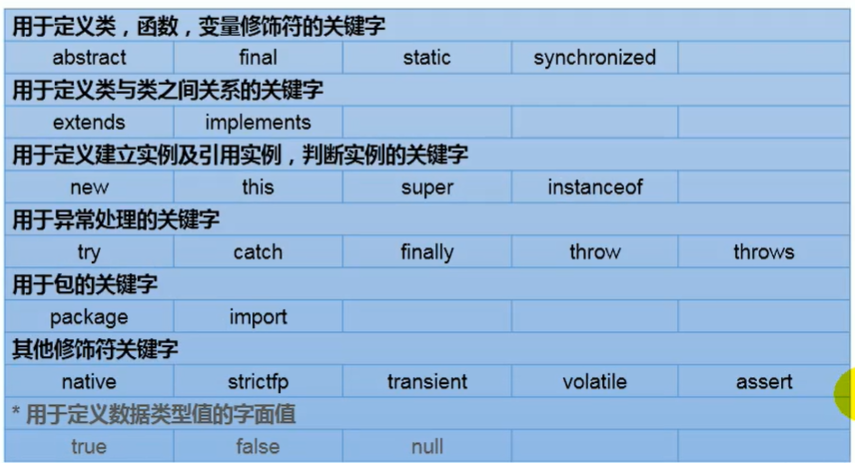 用于定义类，函数，变量修饰符的关键字
abstract final static synchronized
用于定义类与类之间关系的关键字
extends implements
用于定义建立实例及引用实例，判断实例的关键字
new this super instanceof
用于异常处理的关键字
try catch finally throw throws
用于包的关键字
package import
其他修饰符关键字
native strictfp transient volatile assert
* 用于定义数据类型值的字面值
true false null